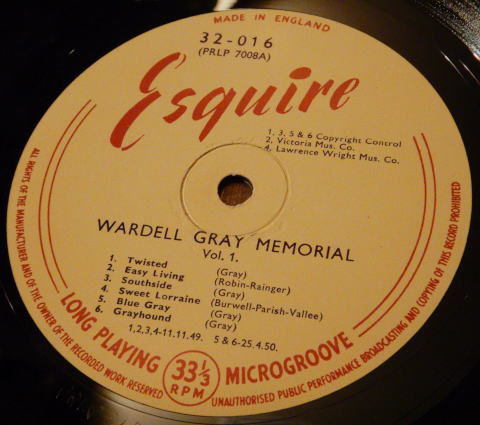 MADE IN ENGLAND
32-016
(PRLP 7008A)
Esquire
1, 3, 5 & 6 Copyright Control
2, Victoria Mus. Co.
4, Lawrence Wright Mus. Co.
WARDELL GRAY MEMORIAL
Vol. 1.
1. Twisted (Gray)
2. Easy Living (Robin-Rainger)
3. Southside (Gray)
4. Sweet Lorraine (Burwell-Parish-Vallee)
5. Blue Gray (Gray)
6. Grayhound (Gray)
1,2,3,4-11.11.49. 5 & 6-25.4.50.
LONG PLAYING 33⅓ RPM MICROGROOVE
ALL RIGHTS OF THE MANUFACTURER AND OF THE OWNER OF THE RECORDED WORK RESERVED
UNAUTHORISED PUBLIC PERFORMANCE BROADCASTING AND COPYING OF THIS RECORD PROHIBITED